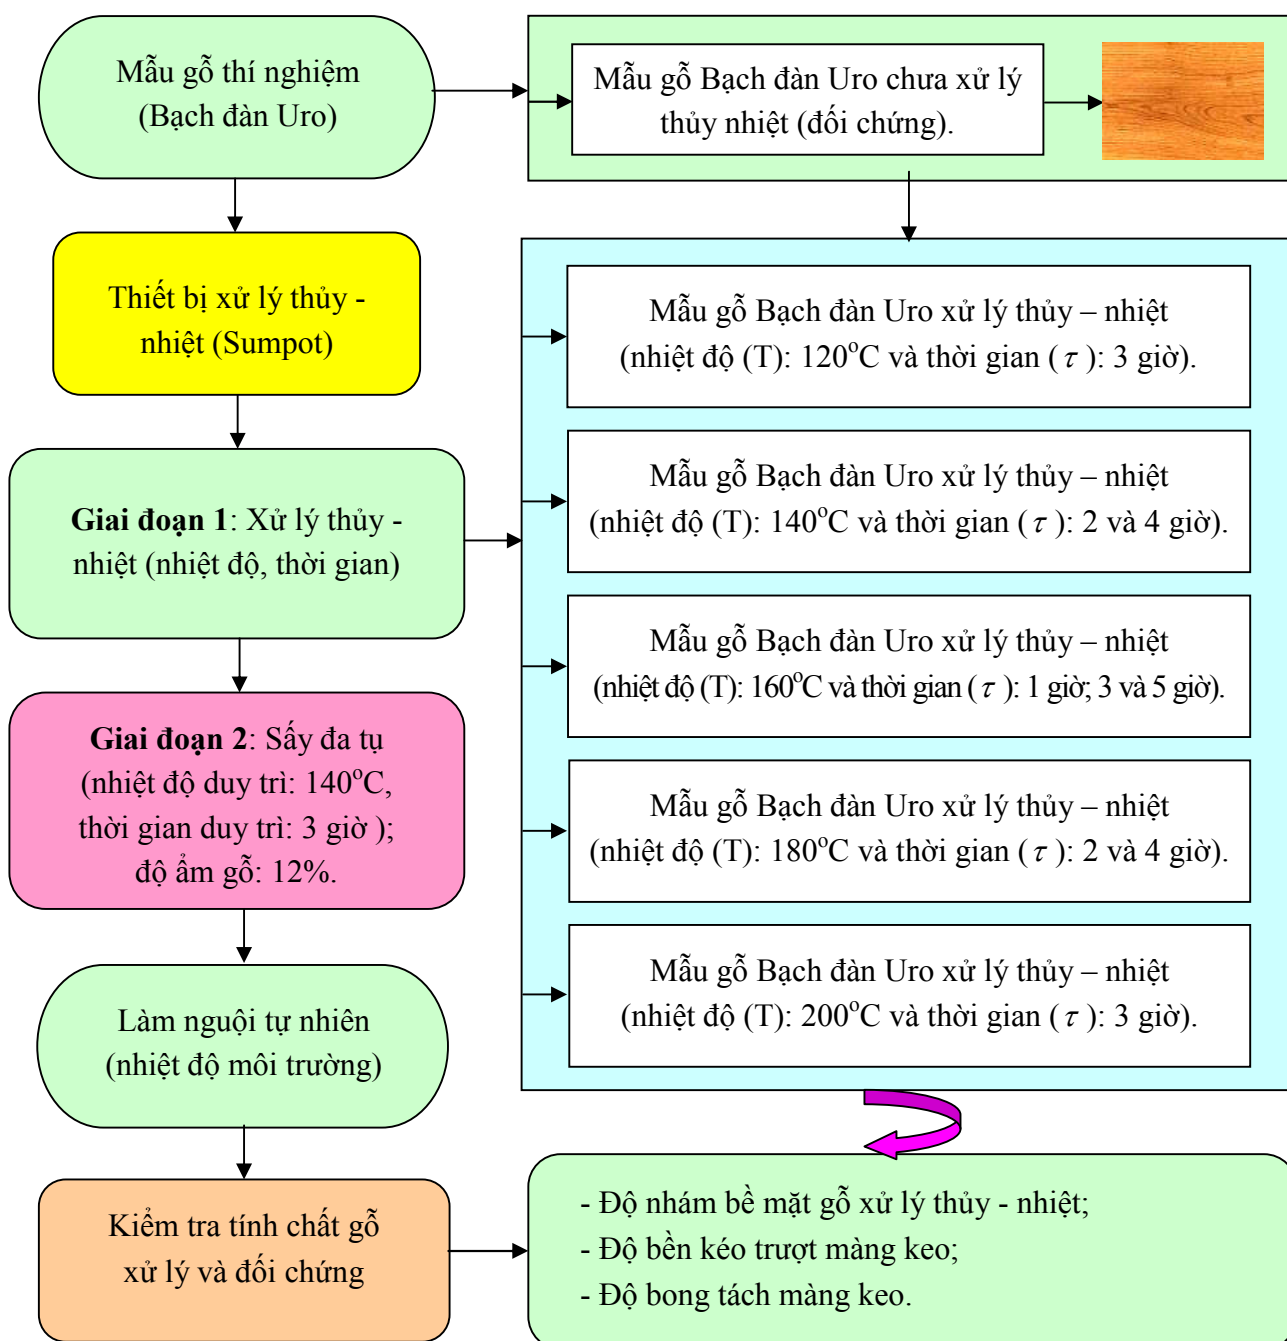 Mẫu gỗ thí nghiệm
(Bạch đàn Uro)
Mẫu gỗ Bạch đàn Uro chưa xử lý
thủy nhiệt (đối chứng).
Thiết bị xử lý thủy -
nhiệt (Sumpot)
Giai đoạn 1: Xử lý thủy -
nhiệt (nhiệt độ, thời gian)
Giai đoạn 2: Sấy đa tụ
(nhiệt độ duy trì: 140°C,
thời gian duy trì: 3 giờ );
độ ẩm gỗ: 12%.
Làm nguội tự nhiên
(nhiệt độ môi trường)
Kiểm tra tính chất gỗ
xử lý và đối chứng
Mẫu gỗ Bạch đàn Uro xử lý thủy – nhiệt
(nhiệt độ (T): 120°C và thời gian ( τ ): 3 giờ).
Mẫu gỗ Bạch đàn Uro xử lý thủy – nhiệt
(nhiệt độ (T): 140°C và thời gian ( τ ): 2 và 4 giờ).
Mẫu gỗ Bạch đàn Uro xử lý thủy – nhiệt
(nhiệt độ (T): 160°C và thời gian ( τ ): 1 giờ; 3 và 5 giờ).
Mẫu gỗ Bạch đàn Uro xử lý thủy – nhiệt
(nhiệt độ (T): 180°C và thời gian ( τ ): 2 và 4 giờ).
Mẫu gỗ Bạch đàn Uro xử lý thủy – nhiệt
(nhiệt độ (T): 200°C và thời gian ( τ ): 3 giờ).
- Độ nhám bề mặt gỗ xử lý thủy - nhiệt;
- Độ bền kéo trượt màng keo;
- Độ bong tách màng keo.